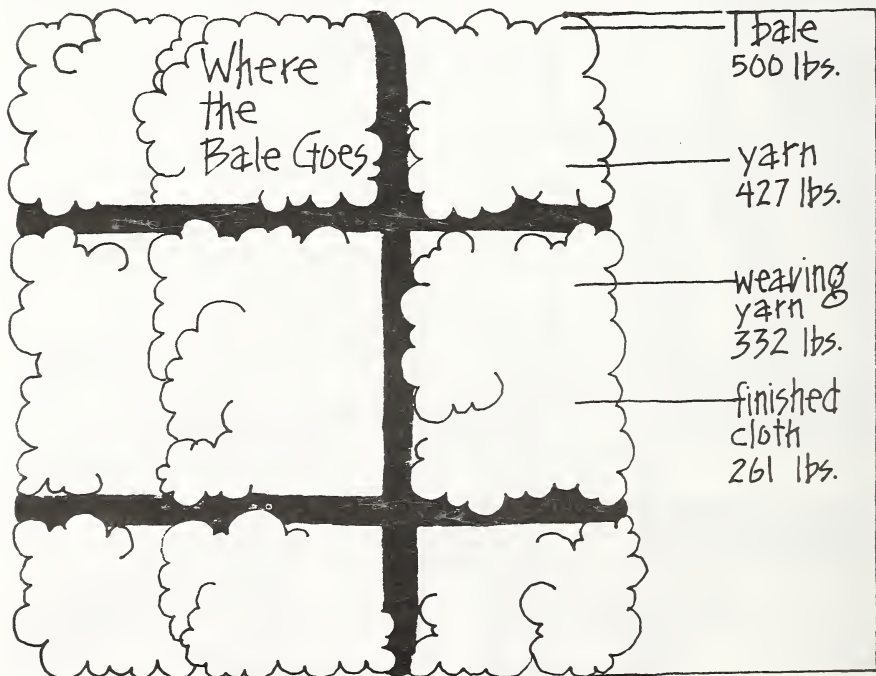 Where
the
Bale Goes
1 bale
500 lbs.
yarn
427 lbs.
weaving
yarn
332 lbs.
finished
cloth
261 lbs.